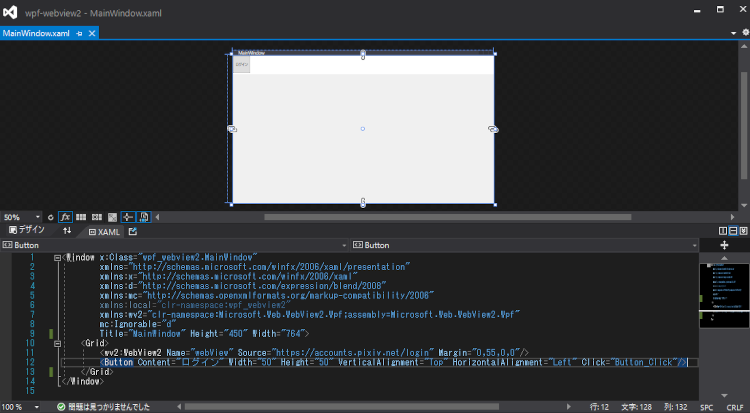 wpf-webview2 - MainWindow.xaml
MainWindow.xaml
MainWindow
ログイン
50%
fx
デザイン
XAML
Button
Button
1 <Window x:Class="wpf_webview2.MainWindow"
2 xmlns="http://schemas.microsoft.com/winfx/2006/xaml/presentation"
3 xmlns:x="http://schemas.microsoft.com/winfx/2006/xaml"
4 xmlns:d="http://schemas.microsoft.com/expression/blend/2008"
5 xmlns:mc="http://schemas.openxmlformats.org/markup-compatibility/2006"
6 xmlns:local="clr-namespace:wpf_webview2"
7 xmlns:wv2="clr-namespace:Microsoft.Web.WebView2.Wpf;assembly=Microsoft.Web.WebView2.Wpf"
8 mc:Ignorable="d"
9 Title="MainWindow" Height="450" Width="764">
10 <Grid>
11 <wv2:WebView2 Name="webView" Source="https://accounts.pixiv.net/login" Margin="0,55,0,0"/>
12 <Button Content="ログイン" Width="50" Height="50" VerticalAlignment="Top" HorizontalAlignment="Left" Click="Button_Click"/>
13 </Grid>
14 </Window>
15
100 %
問題は見つかりませんでした
行: 12
文字: 128
列: 132
SPC
CRLF